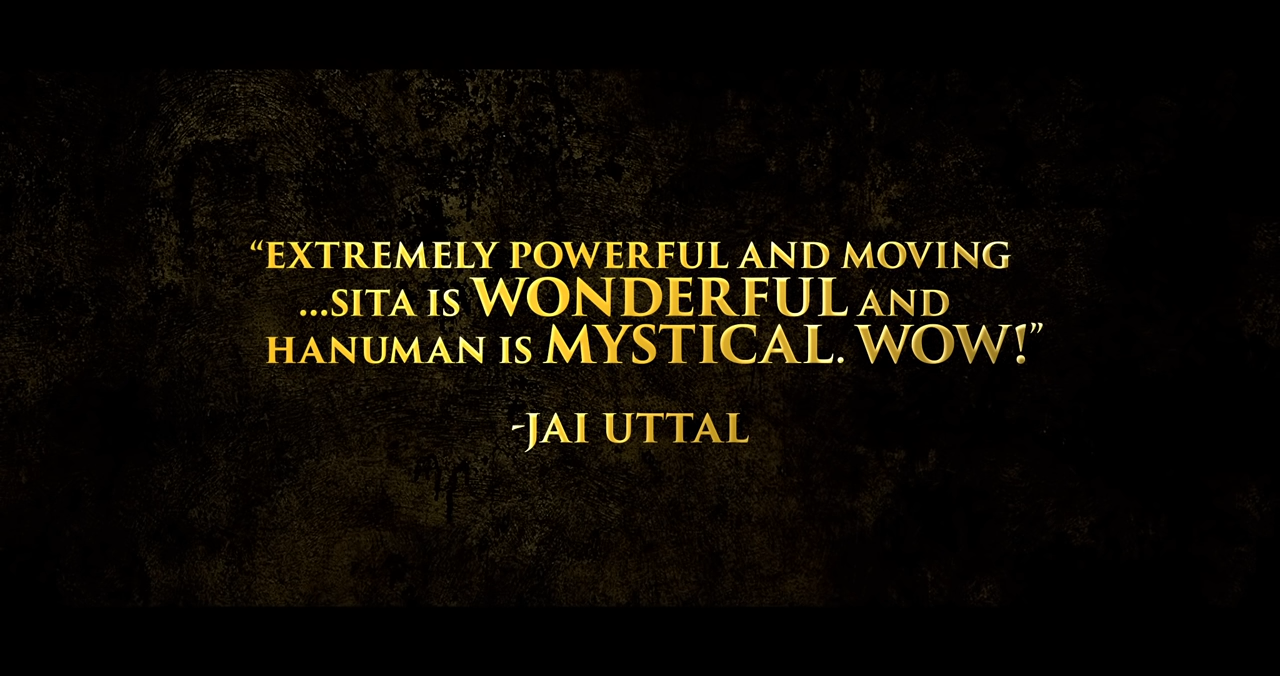 “EXTREMELY POWERFUL AND MOVING
...SITA IS WONDERFUL AND
HANUMAN IS MYSTICAL. WOW!”
-JAI UTTAL